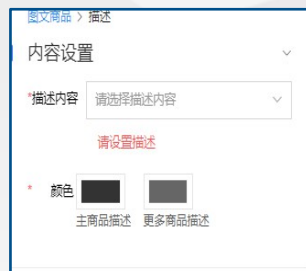 图文商品 > 描述
内容设置
*描述内容 请选择描述内容
请设置描述
* 颜色
主商品描述 更多商品描述